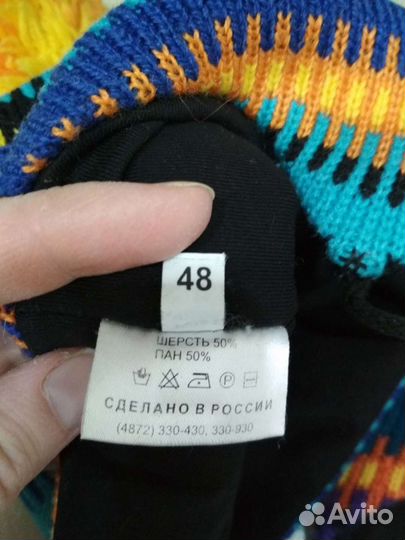 48
ШЕРСТЬ 50%
ПАН 50%
P
СДЕЛАНО В РОССИИ
(4872) 330-430, 330-930
Avito